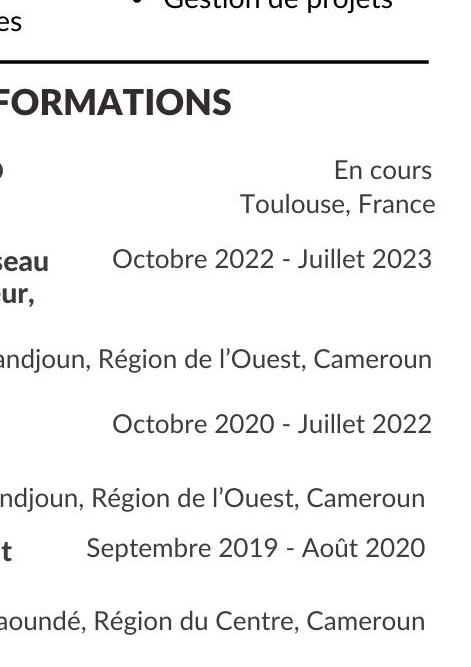 es
• Gestion de projets
FORMATIONS
En cours
Toulouse, France
seau Octobre 2022 - Juillet 2023
eur,
andjoun, Région de l’Ouest, Cameroun
Octobre 2020 - Juillet 2022
ndjoun, Région de l’Ouest, Cameroun
t Septembre 2019 - Août 2020
aoundé, Région du Centre, Cameroun